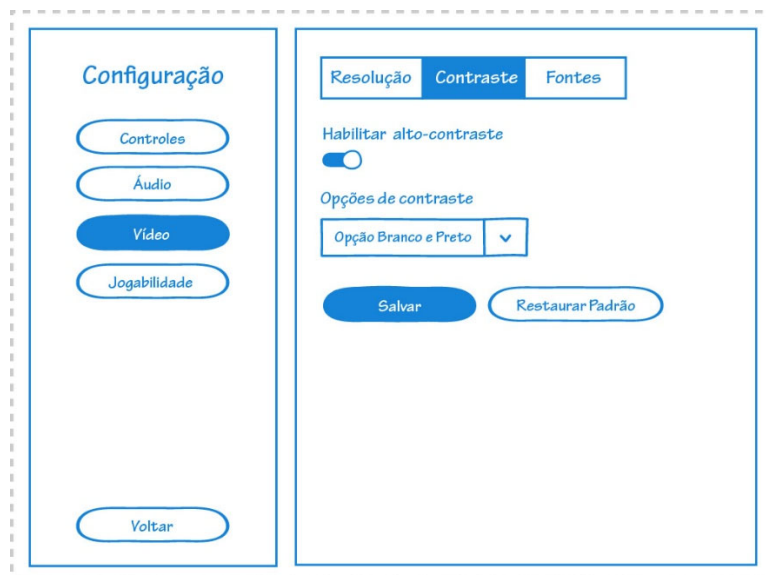 Configuração
Controles
Áudio
Vídeo
Jogabilidade
Voltar
Resolução Contraste Fontes
Habilitar alto-contraste
Opções de contraste
Opção Branco e Preto
Salvar Restaurar Padrão